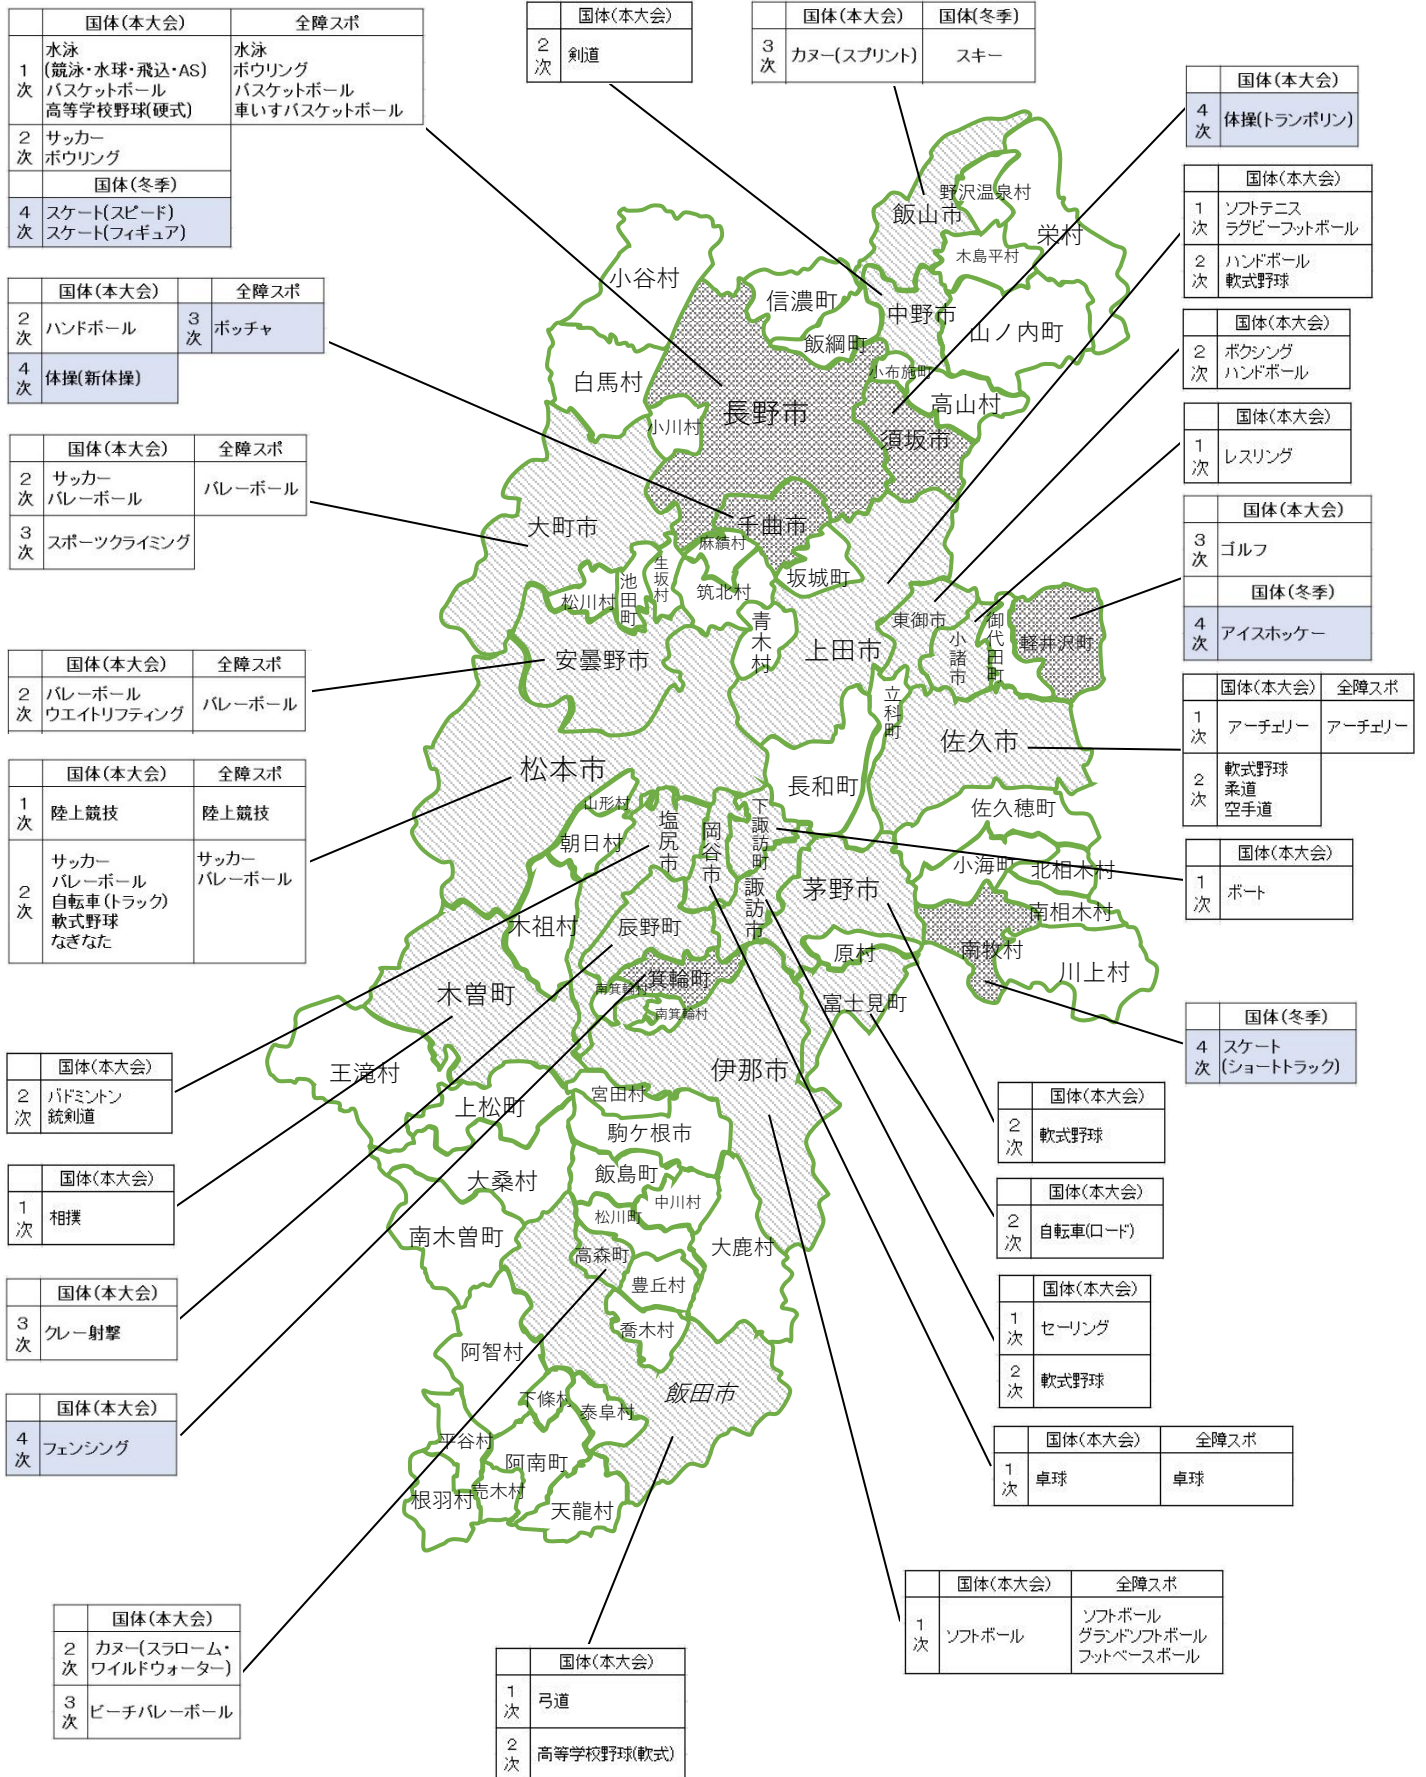 国体(本大会) 全障スポ
1次
水泳
(競泳・水球・飛込・AS)
バスケットボール
高等学校野球(硬式)
水泳
ボウリング
バスケットボール
車いすバスケットボール
2次
サッカー
ボウリング
国体(冬季)
4次
スケート(スピード)
スケート(フィギュア)
国体(本大会)
2次 剣道
国体(本大会) 国体(冬季)
3次 カヌー(スプリント) スキー
国体(本大会)
4次 体操(トランポリン)
国体(本大会)
1次
ソフトテニス
ラグビーフットボール
2次
ハンドボール
軟式野球
国体(本大会) 全障スポ
2次 ハンドボール 3次 ボッチャ
4次 体操(新体操)
国体(本大会)
2次
ボクシング
ハンドボール
国体(本大会)
1次 レスリング
国体(本大会) 全障スポ
2次
サッカー
バレーボール
バレーボール
3次 スポーツクライミング
国体(本大会)
3次 ゴルフ
国体(冬季)
4次 アイスホッケー
国体(本大会) 全障スポ
2次
バレーボール
ウエイトリフティング
バレーボール
国体(本大会) 全障スポ
1次 アーチェリー アーチェリー
2次
軟式野球
柔道
空手道
国体(本大会) 全障スポ
1次 陸上競技 陸上競技
2次
サッカー
バレーボール
自転車(トラック)
軟式野球
なぎなた
サッカー
バレーボール
国体(本大会)
1次 ボート
国体(冬季)
4次
スケート
(ショートトラック)
国体(本大会)
2次
バドミントン
銃剣道
国体(本大会)
2次 軟式野球
国体(本大会)
1次 相撲
国体(本大会)
2次 自転車(ロード)
国体(本大会)
3次 クレー射撃
国体(本大会)
1次 セーリング
2次 軟式野球
国体(本大会)
4次 フェンシング
国体(本大会) 全障スポ
1次 卓球 卓球
国体(本大会) 全障スポ
1次 ソフトボール
ソフトボール
グランドソフトボール
フットベースボール
国体(本大会)
2次
カヌー(スラローム・
ワイルドウォーター)
3次 ビーチバレーボール
国体(本大会)
1次 弓道
2次 高等学校野球(軟式)
野沢温泉村
飯山市
栄村
木島平村
小谷村
信濃町
中野市
山ノ内町
飯綱町
白馬村
小布施町
高山村
長野市
小川村
須坂市
大町市
千曲市
麻績村
生坂村
池田町
松川村
筑北村
坂城町
青木村
上田市
東御市
小諸市
御代田町
軽井沢町
安曇野市
立科町
佐久市
松本市
長和町
山形村
佐久穂町
朝日村
塩尻市
岡谷市
下諏訪町
小海町
北相木村
諏訪市
茅野市
南相木村
木祖村
辰野町
原村
南牧村
川上村
箕輪町
南箕輪村
南箕輪村
富士見町
木曽町
伊那市
王滝村
上松町
宮田村
駒ケ根市
大桑村
飯島町
中川村
松川町
南木曽町
大鹿村
高森町
豊丘村
喬木村
阿智村
飯田市
下條村
泰阜村
平谷村
阿南町
根羽村
売木村
天龍村